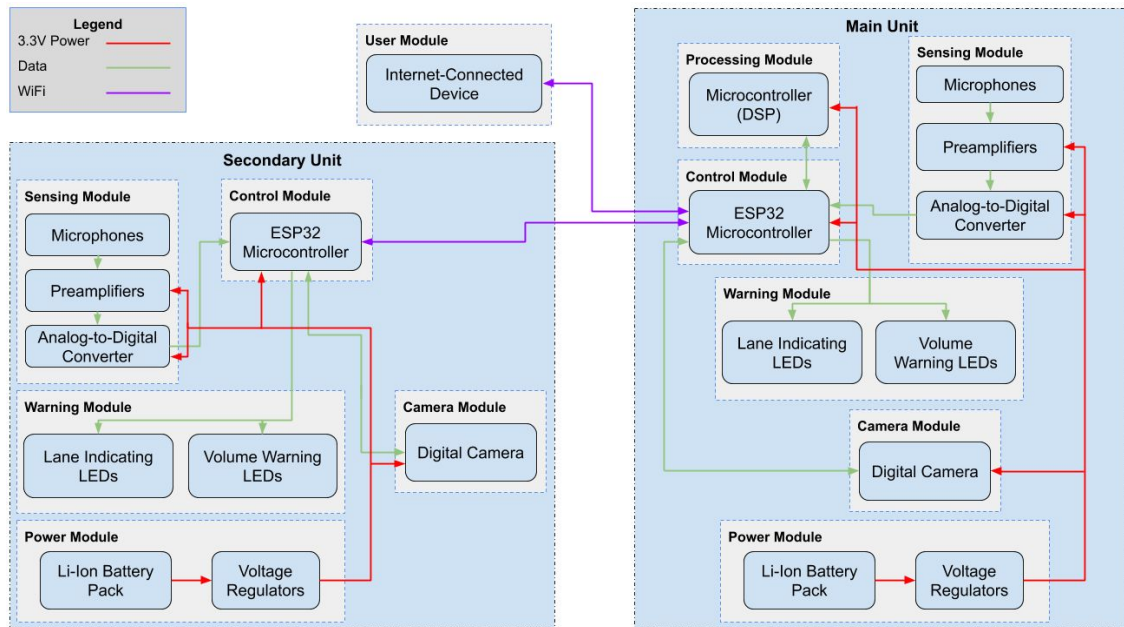 Legend
3.3V Power
Data
WiFi
User Module
Internet-Connected
Device
Main Unit
Processing Module
Microcontroller
(DSP)
Sensing Module
Microphones
Preamplifiers
Analog-to-Digital
Converter
Control Module
ESP32
Microcontroller
Warning Module
Lane Indicating
LEDs
Volume
Warning LEDs
Camera Module
Digital Camera
Power Module
Li-Ion Battery
Pack
Voltage
Regulators
Secondary Unit
Sensing Module
Microphones
Preamplifiers
Analog-to-Digital
Converter
Control Module
ESP32
Microcontroller
Warning Module
Lane Indicating
LEDs
Volume Warning
LEDs
Camera Module
Digital Camera
Power Module
Li-Ion Battery
Pack
Voltage
Regulators